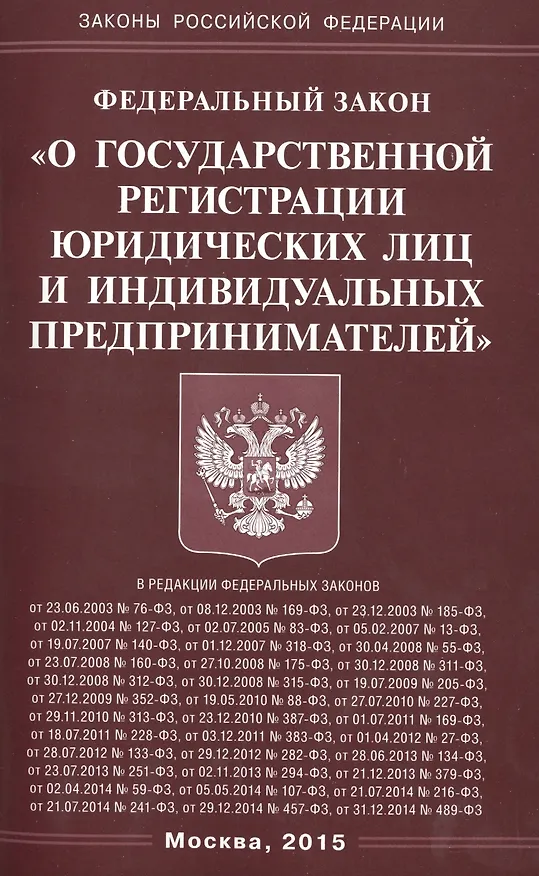 ЗАКОНЫ РОССИЙСКОЙ ФЕДЕРАЦИИ
ФЕДЕРАЛЬНЫЙ ЗАКОН
«О ГОСУДАРСТВЕННОЙ
РЕГИСТРАЦИИ
ЮРИДИЧЕСКИХ ЛИЦ
И ИНДИВИДУАЛЬНЫХ
ПРЕДПРИНИМАТЕЛЕЙ»
В РЕДАКЦИИ ФЕДЕРАЛЬНЫХ ЗАКОНОВ
от 23.06.2003 № 76-ФЗ, от 08.12.2003 № 169-ФЗ, от 23.12.2003 № 185-ФЗ,
от 02.11.2004 № 127-ФЗ, от 02.07.2005 № 83-ФЗ, от 05.02.2007 № 13-ФЗ,
от 19.07.2007 № 140-ФЗ, от 01.12.2007 № 318-ФЗ, от 30.04.2008 № 55-ФЗ,
от 23.07.2008 № 160-ФЗ, от 27.10.2008 № 175-ФЗ, от 30.12.2008 № 311-ФЗ,
от 30.12.2008 № 312-ФЗ, от 30.12.2008 № 315-ФЗ, от 19.07.2009 № 205-ФЗ,
от 27.12.2009 № 352-ФЗ, от 19.05.2010 № 88-ФЗ, от 27.07.2010 № 227-ФЗ,
от 29.11.2010 № 313-ФЗ, от 23.12.2010 № 387-ФЗ, от 01.07.2011 № 169-ФЗ,
от 18.07.2011 № 228-ФЗ, от 03.12.2011 № 383-ФЗ, от 01.04.2012 № 27-ФЗ,
от 28.07.2012 № 133-ФЗ, от 29.12.2012 № 282-ФЗ, от 28.06.2013 № 134-ФЗ,
от 23.07.2013 № 251-ФЗ, от 02.11.2013 № 294-ФЗ, от 21.12.2013 № 379-ФЗ,
от 02.04.2014 № 59-ФЗ, от 05.05.2014 № 107-ФЗ, от 21.07.2014 № 216-ФЗ,
от 21.07.2014 № 241-ФЗ, от 29.12.2014 № 457-ФЗ, от 31.12.2014 № 489-ФЗ
Москва, 2015